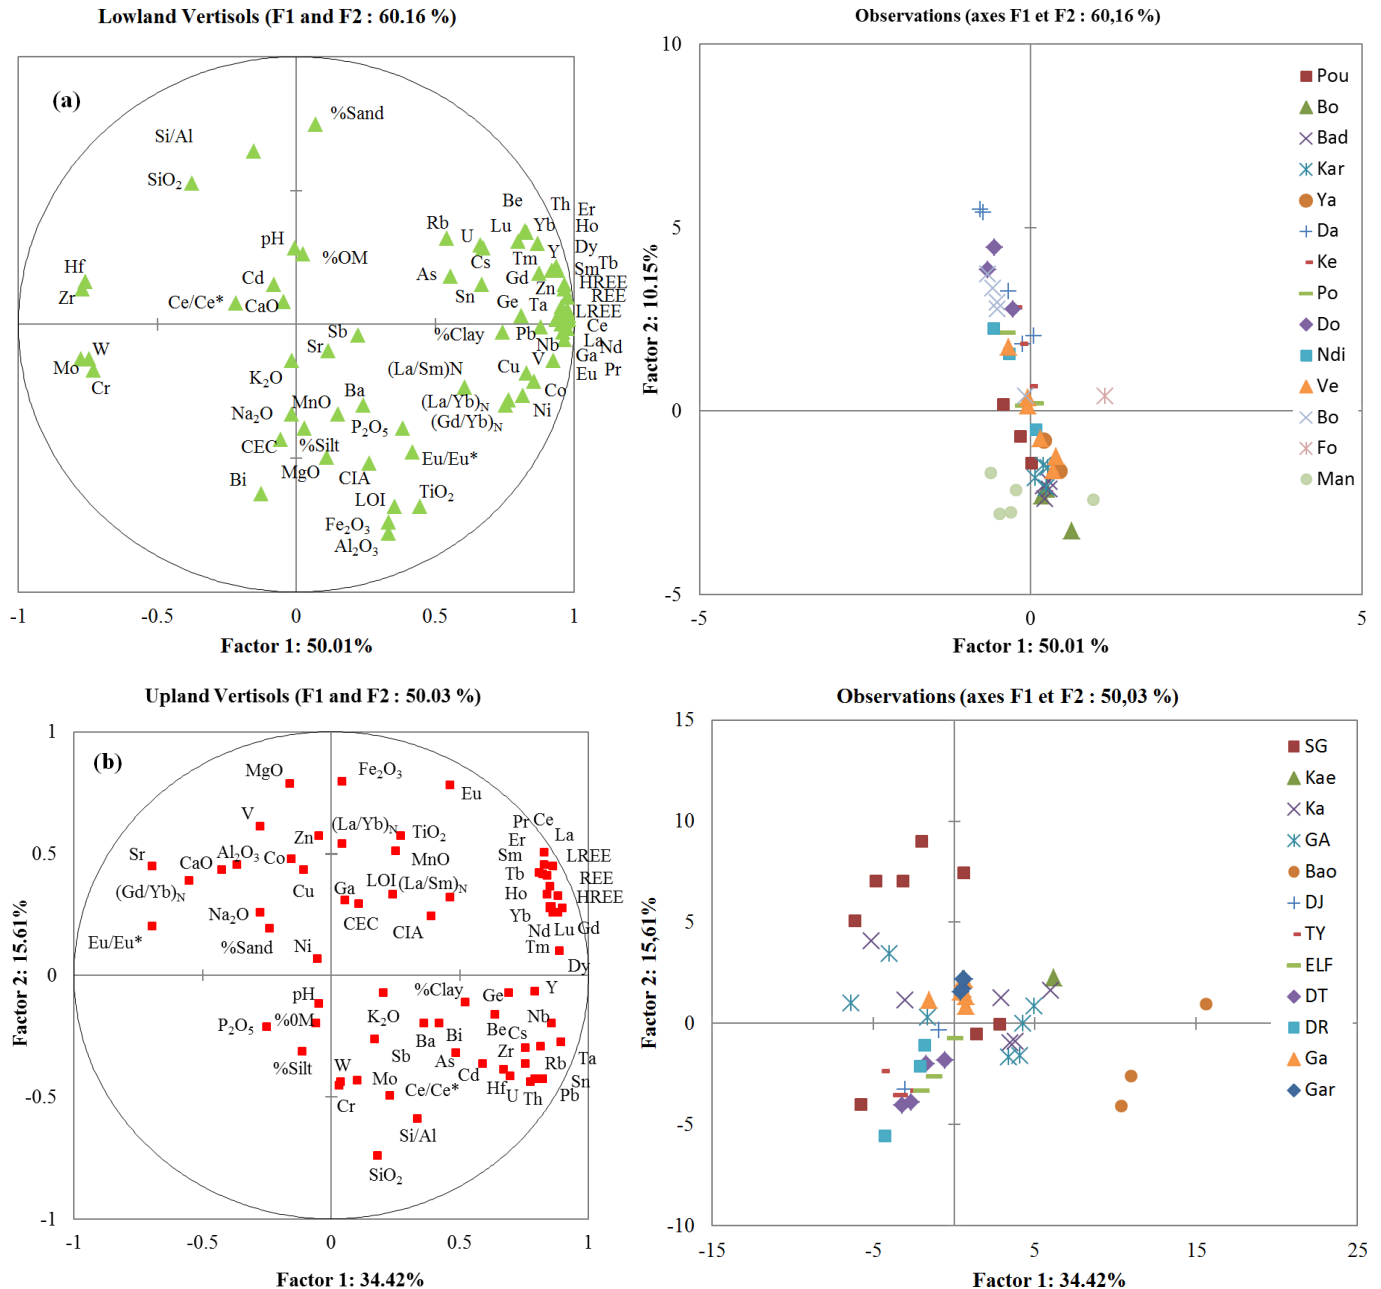 Lowland Vertisols (F1 and F2 : 60.16 %)
(a)
%Sand
Si/Al
SiO₂
Be
Th
Er
Rb
U
Lu
Yb
Ho
pH
%OM
Cs
Tm
Y
Dy
Hf
Cd
As
Gd
Sm
Tb
Zr
Ce/Ce*
CaO
Sn
Zn
HREE
Ge
Ta
REE
LREE
Sb
%Clay
Pb
Ce
Mo
W
Sr
Nb
La
Nd
Cr
K₂O
(La/Sm)N
Cu
V
Ga
Pr
Eu
Na₂O
MnO
Ba
(La/Yb)N
Co
P₂O₅
(Gd/Yb)N
Ni
CEC
%Silt
Eu/Eu*
Bi
MgO
CIA
LOI
TiO₂
Fe₂O₃
Al₂O₃
-1
-0.5
0
0.5
1
Factor 1: 50.01%
Observations (axes F1 et F2 : 60,16 %)
10
5
0
-5
Factor 2: 10.15%
-5
0
5
Factor 1: 50.01 %
Pou
Bo
Bad
Kar
Ya
Da
Ke
Po
Do
Ndi
Ve
Bo
Fo
Man
Upland Vertisols (F1 and F2 : 50.03 %)
(b)
1
0.5
0
-0.5
-1
Factor 2: 15.61%
MgO
Fe₂O₃
Eu
V
Zn
(La/Yb)N
TiO₂
Pr
Ce
La
Er
Sr
CaO
Al₂O₃
Co
MnO
Sm
LREE
(Gd/Yb)N
Cu
Ga
LOI
(La/Sm)N
Tb
REE
Na₂O
Ho
HREE
Eu/Eu*
%Sand
Ni
CEC
CIA
Yb
Nd
Lu
Gd
Tm
Dy
pH
%Clay
Ge
Y
P₂O₅
%0M
K₂O
Ba
Bi
Be
Cs
Nb
%Silt
W
Sb
As
Zr
Rb
Ta
Cr
Mo
Ce/Ce*
Cd
Hf
U
Th
Sn
Pb
Si/Al
SiO₂
-1
-0.5
0
0.5
1
Factor 1: 34.42%
Observations (axes F1 et F2 : 50,03 %)
15
10
5
0
-5
-10
Factor 2: 15,61%
-15
-5
5
15
25
Factor 1: 34.42%
SG
Kae
Ka
GA
Bao
DJ
TY
ELF
DT
DR
Ga
Gar